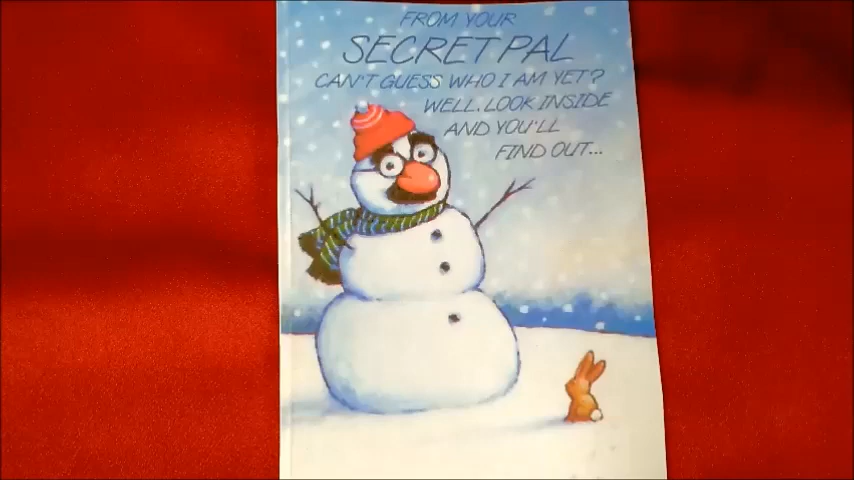 FROM YOUR
SECRET PAL
CAN'T GUESS WHO I AM YET?
WELL, LOOK INSIDE
AND YOU'LL
FIND OUT...